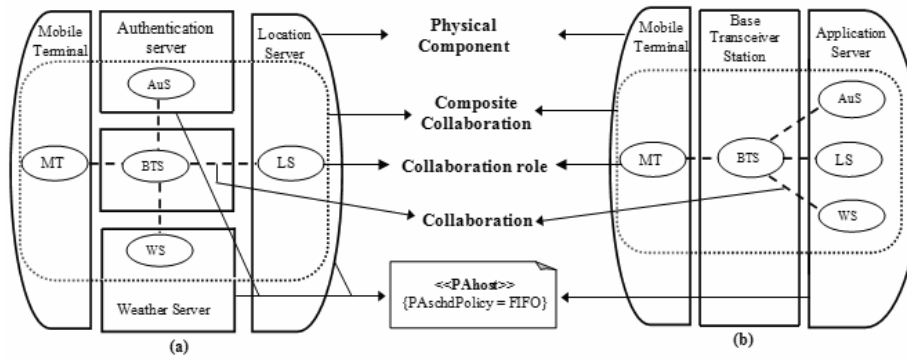 Mobile
Terminal
Authentication
server
Location
Server
AuS
MT
BTS
LS
WS
Weather Server
(a)
Physical
Component
Composite
Collaboration
Collaboration role
Collaboration
<<PAhost>>
{PAschdPolicy = FIFO}
Mobile
Terminal
Base
Transceiver
Station
Application
Server
AuS
MT
BTS
LS
WS
(b)